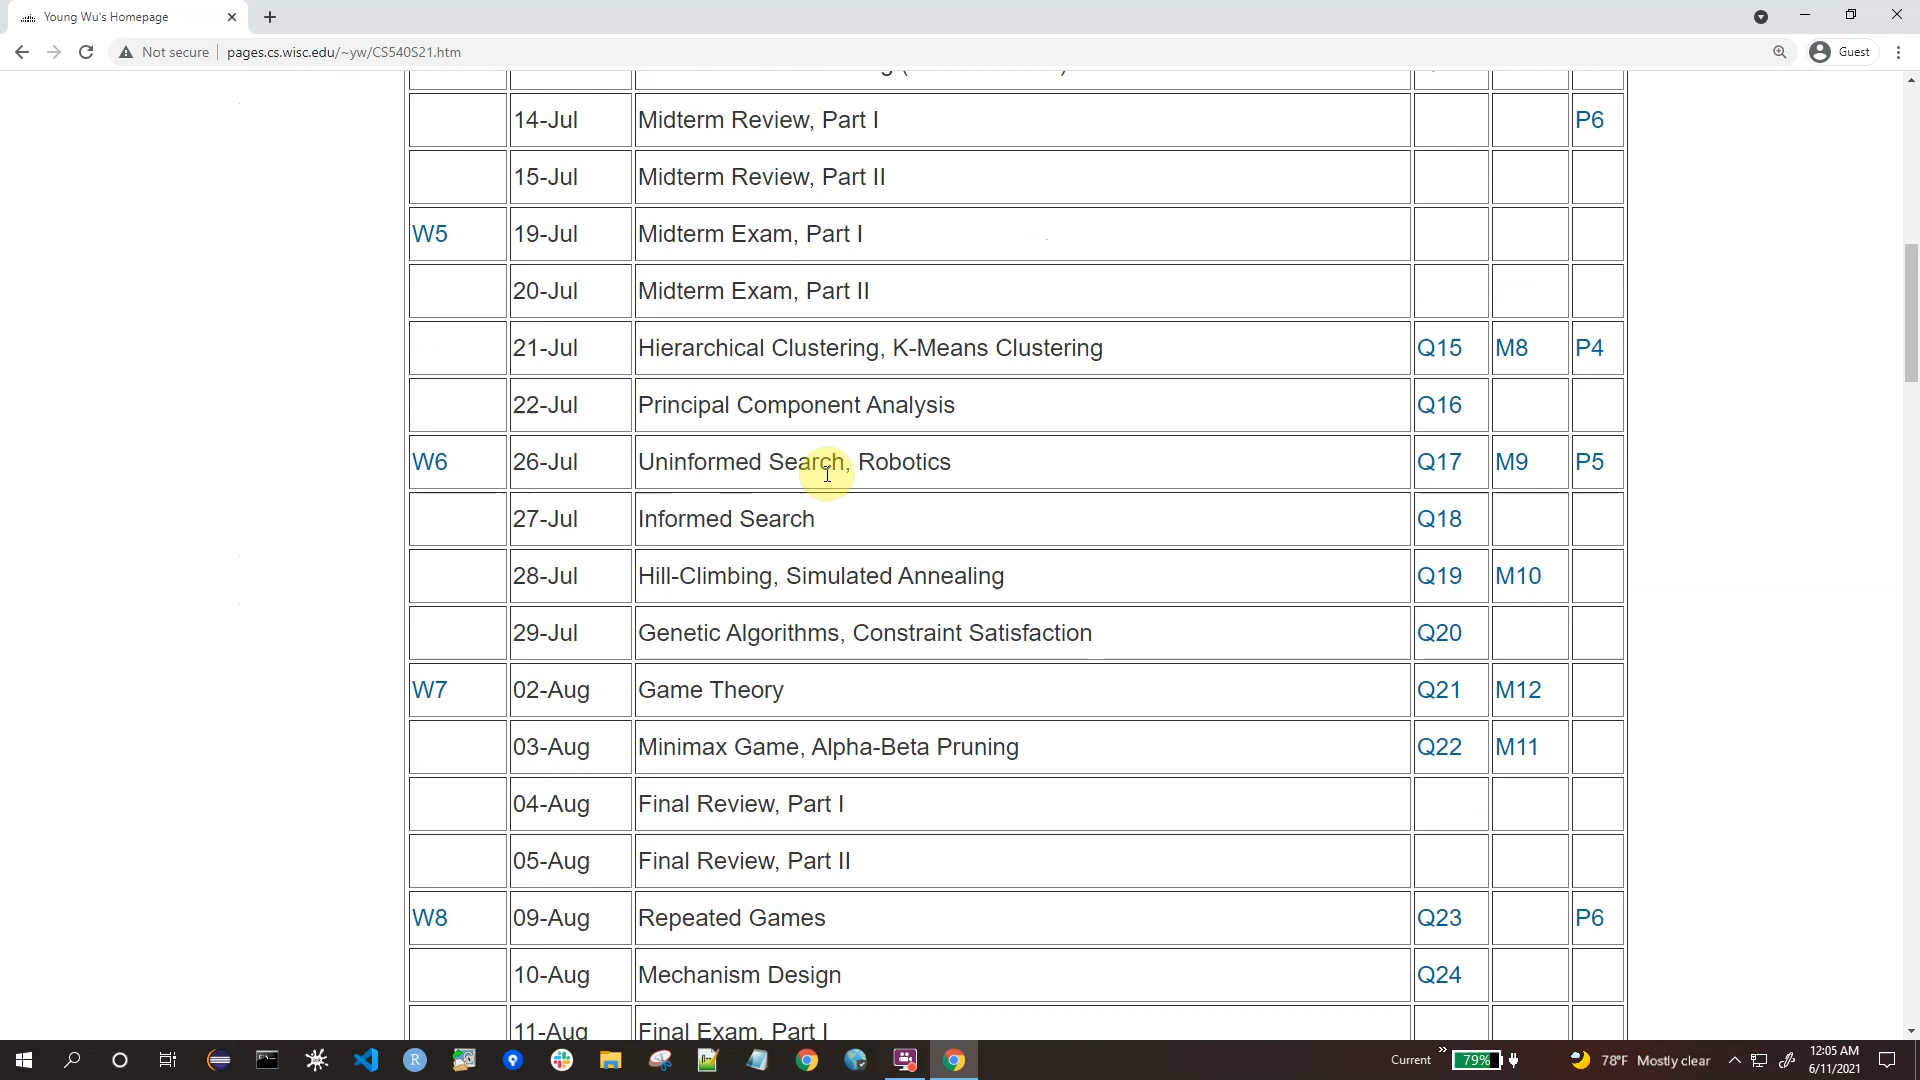 Young Wu's Homepage
Not secure pages.cs.wisc.edu/~yw/CS540S21.htm Guest
14-Jul Midterm Review, Part I P6
15-Jul Midterm Review, Part II
W5 19-Jul Midterm Exam, Part I
20-Jul Midterm Exam, Part II
21-Jul Hierarchical Clustering, K-Means Clustering Q15 M8 P4
22-Jul Principal Component Analysis Q16
W6 26-Jul Uninformed Search, Robotics Q17 M9 P5
27-Jul Informed Search Q18
28-Jul Hill-Climbing, Simulated Annealing Q19 M10
29-Jul Genetic Algorithms, Constraint Satisfaction Q20
W7 02-Aug Game Theory Q21 M12
03-Aug Minimax Game, Alpha-Beta Pruning Q22 M11
04-Aug Final Review, Part I
05-Aug Final Review, Part II
W8 09-Aug Repeated Games Q23 P6
10-Aug Mechanism Design Q24
11-Aug Final Exam, Part I
Current 79% 78°F Mostly clear 12:05 AM
6/11/2021